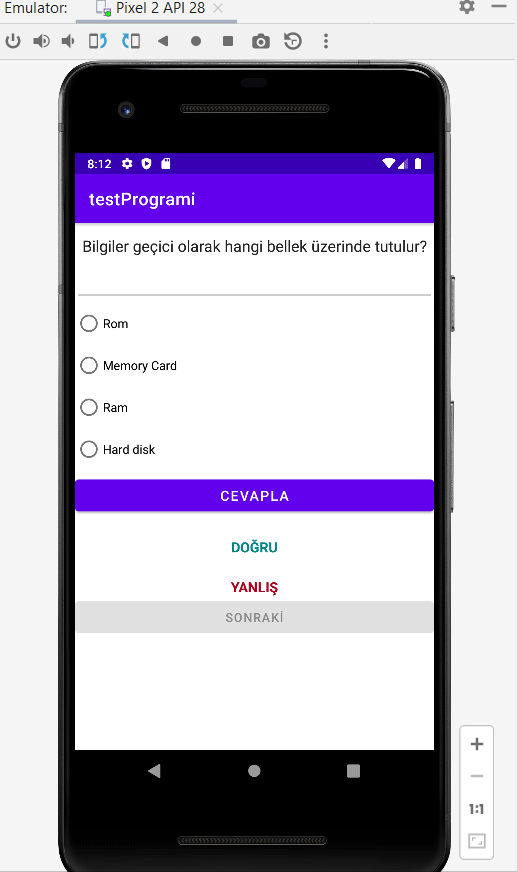 Emulator: Pixel 2 API 28
8:12
testProgrami
Bilgiler geçici olarak hangi bellek üzerinde tutulur?
Rom
Memory Card
Ram
Hard disk
CEVAPLA
DOĞRU
YANLIŞ
SONRAKİ
1:1